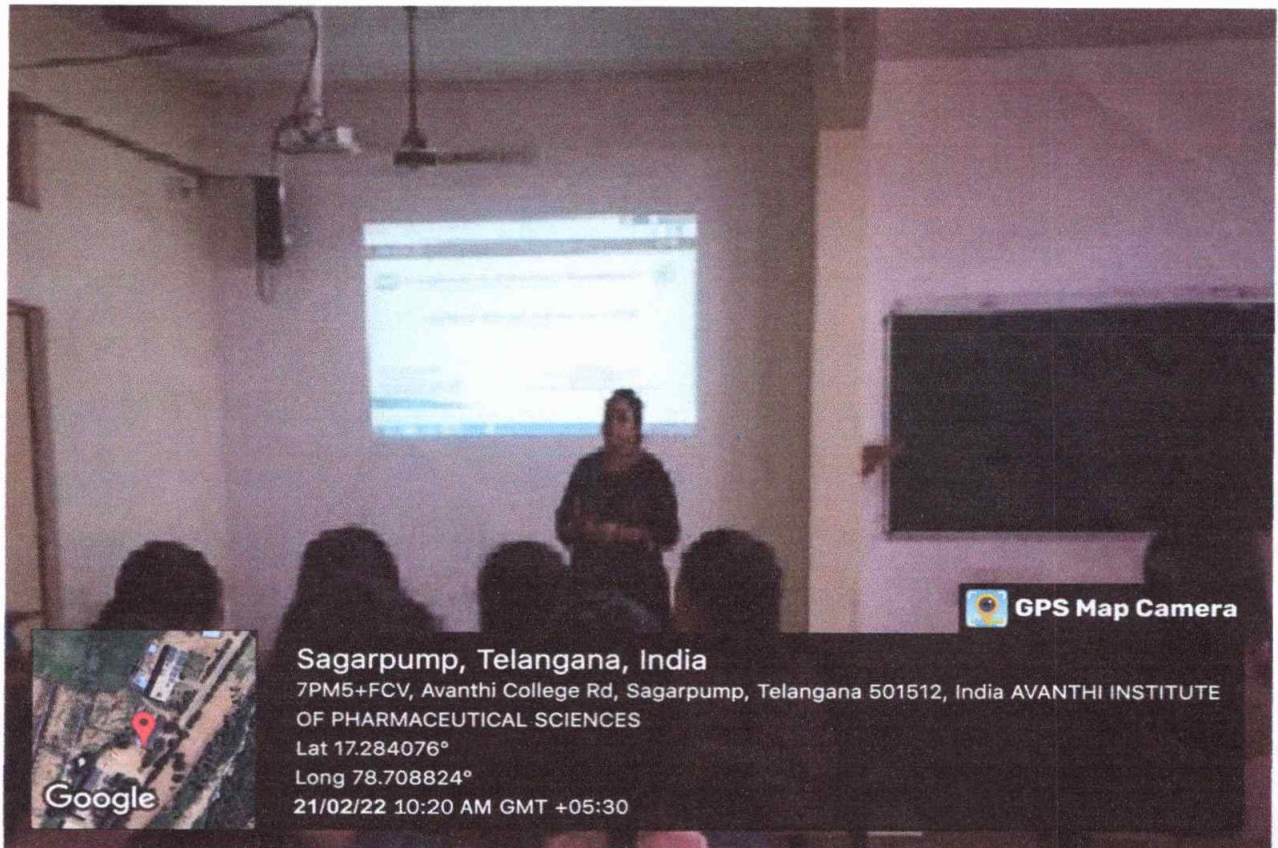 GPS Map Camera
Sagarpump, Telangana, India
7PM5+FCV, Avanthi College Rd, Sagarpump, Telangana 501512, India AVANTHI INSTITUTE
OF PHARMACEUTICAL SCIENCES
Lat 17.284076°
Long 78.708824°
21/02/22 10:20 AM GMT +05:30
Google